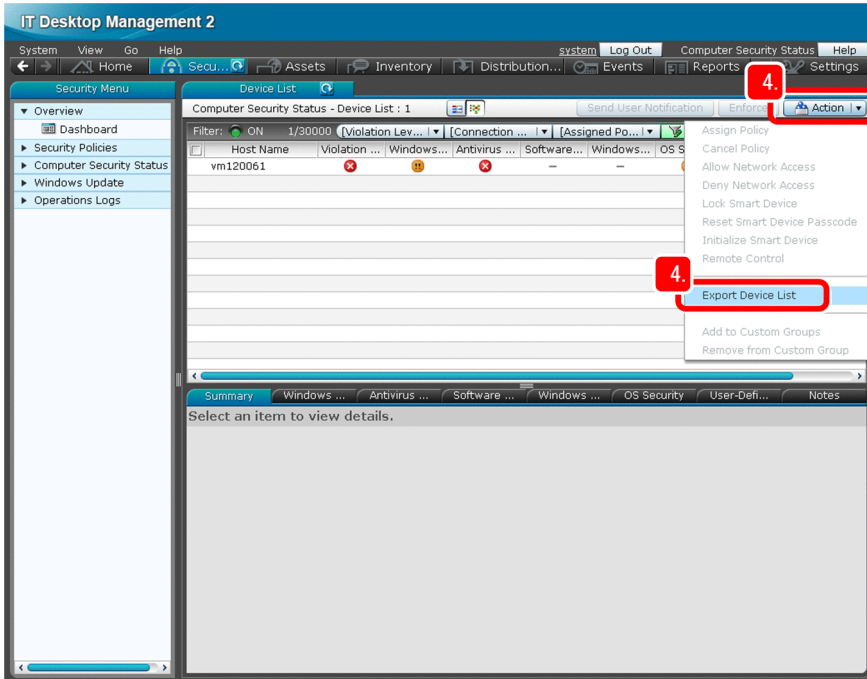 IT Desktop Management 2
System View Go Help system Log Out Computer Security Status Help
Home Secu... Assets Inventory Distribution... Events Reports Settings
4.
Security Menu Device List
Overview Computer Security Status - Device List : 1 Send User Notification Enforce Action
Dashboard
Security Policies
Computer Security Status
Windows Update
Operations Logs
Filter: ON 1/30000 [Violation Lev... [Connection ... [Assigned Po...
Host Name Violation ... Windows... Antivirus ... Software... Windows... OS S
vm120061 – –
Assign Policy
Cancel Policy
Allow Network Access
Deny Network Access
Lock Smart Device
Reset Smart Device Passcode
Initialize Smart Device
Remote Control
4.
Export Device List
Add to Custom Groups
Remove from Custom Group
Summary Windows ... Antivirus ... Software ... Windows ... OS Security User-Defi... Notes
Select an item to view details.